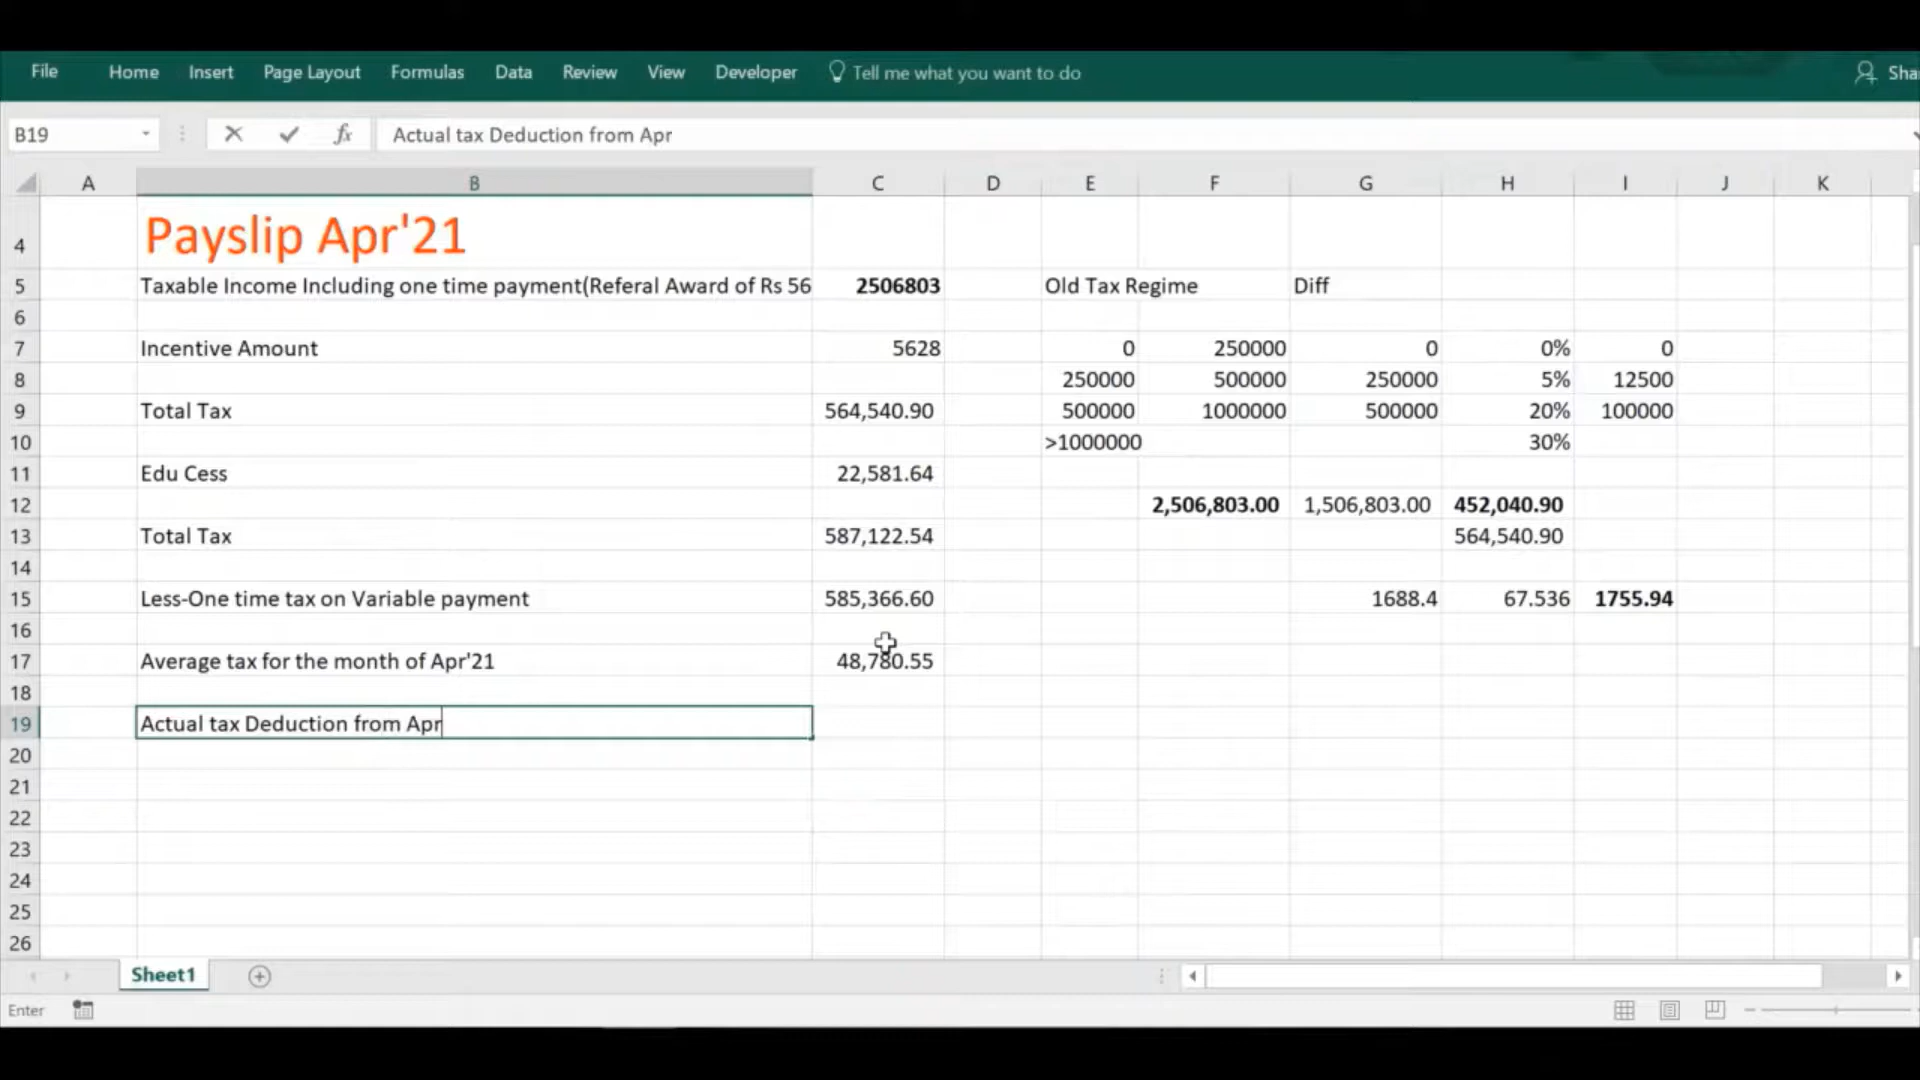 File Home Insert Page Layout Formulas Data Review View Developer Tell me what you want to do
B19 fx Actual tax Deduction from Apr
A B C D E F G H I J K
4 Payslip Apr'21
5 Taxable Income Including one time payment(Referal Award of Rs 56 2506803 Old Tax Regime Diff
6
7 Incentive Amount 5628 0 250000 0 0% 0
8 250000 500000 250000 5% 12500
9 Total Tax 564,540.90 500000 1000000 500000 20% 100000
10 >1000000 30%
11 Edu Cess 22,581.64
12 2,506,803.00 1,506,803.00 452,040.90
13 Total Tax 587,122.54 564,540.90
14
15 Less-One time tax on Variable payment 585,366.60 1688.4 67.536 1755.94
16
17 Average tax for the month of Apr'21 48,780.55
18
19 Actual tax Deduction from Apr
20
21
22
23
24
25
26
Sheet1
Enter